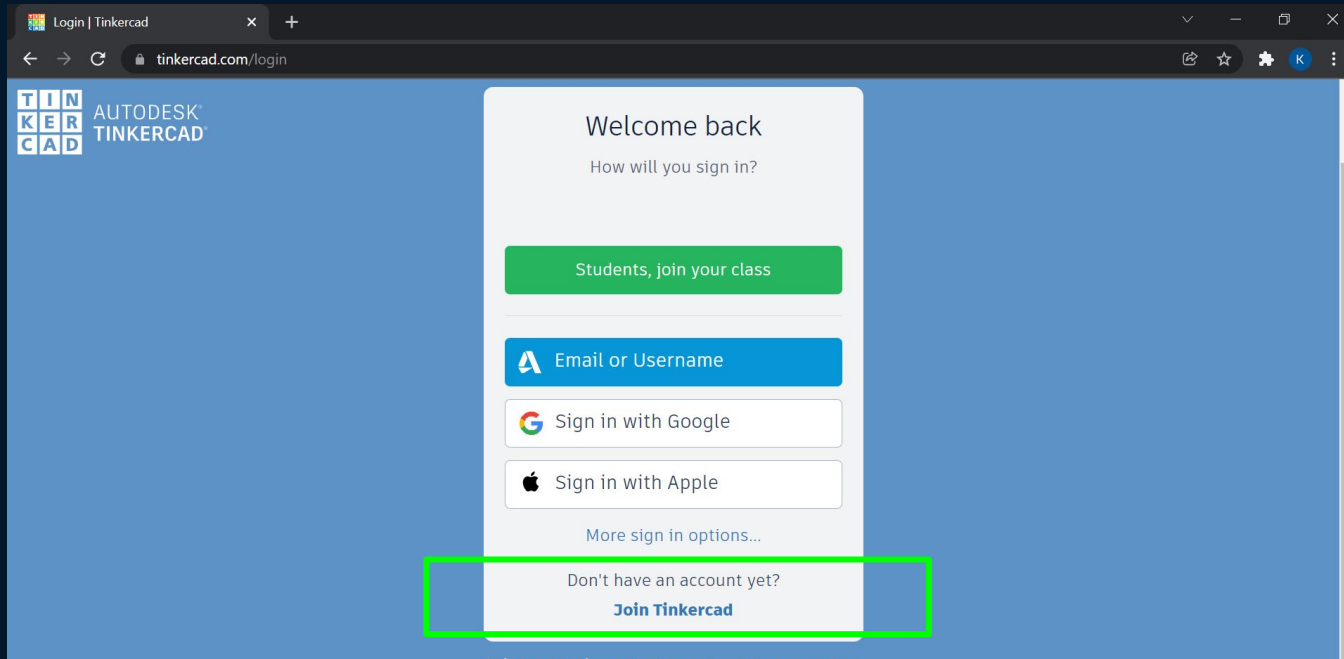 Login | Tinkercad
tinkercad.com/login
K
TIN
KER
CAD
AUTODESK®
TINKERCAD®
Welcome back
How will you sign in?
Students, join your class
Email or Username
Sign in with Google
Sign in with Apple
More sign in options...
Don't have an account yet?
Join Tinkercad